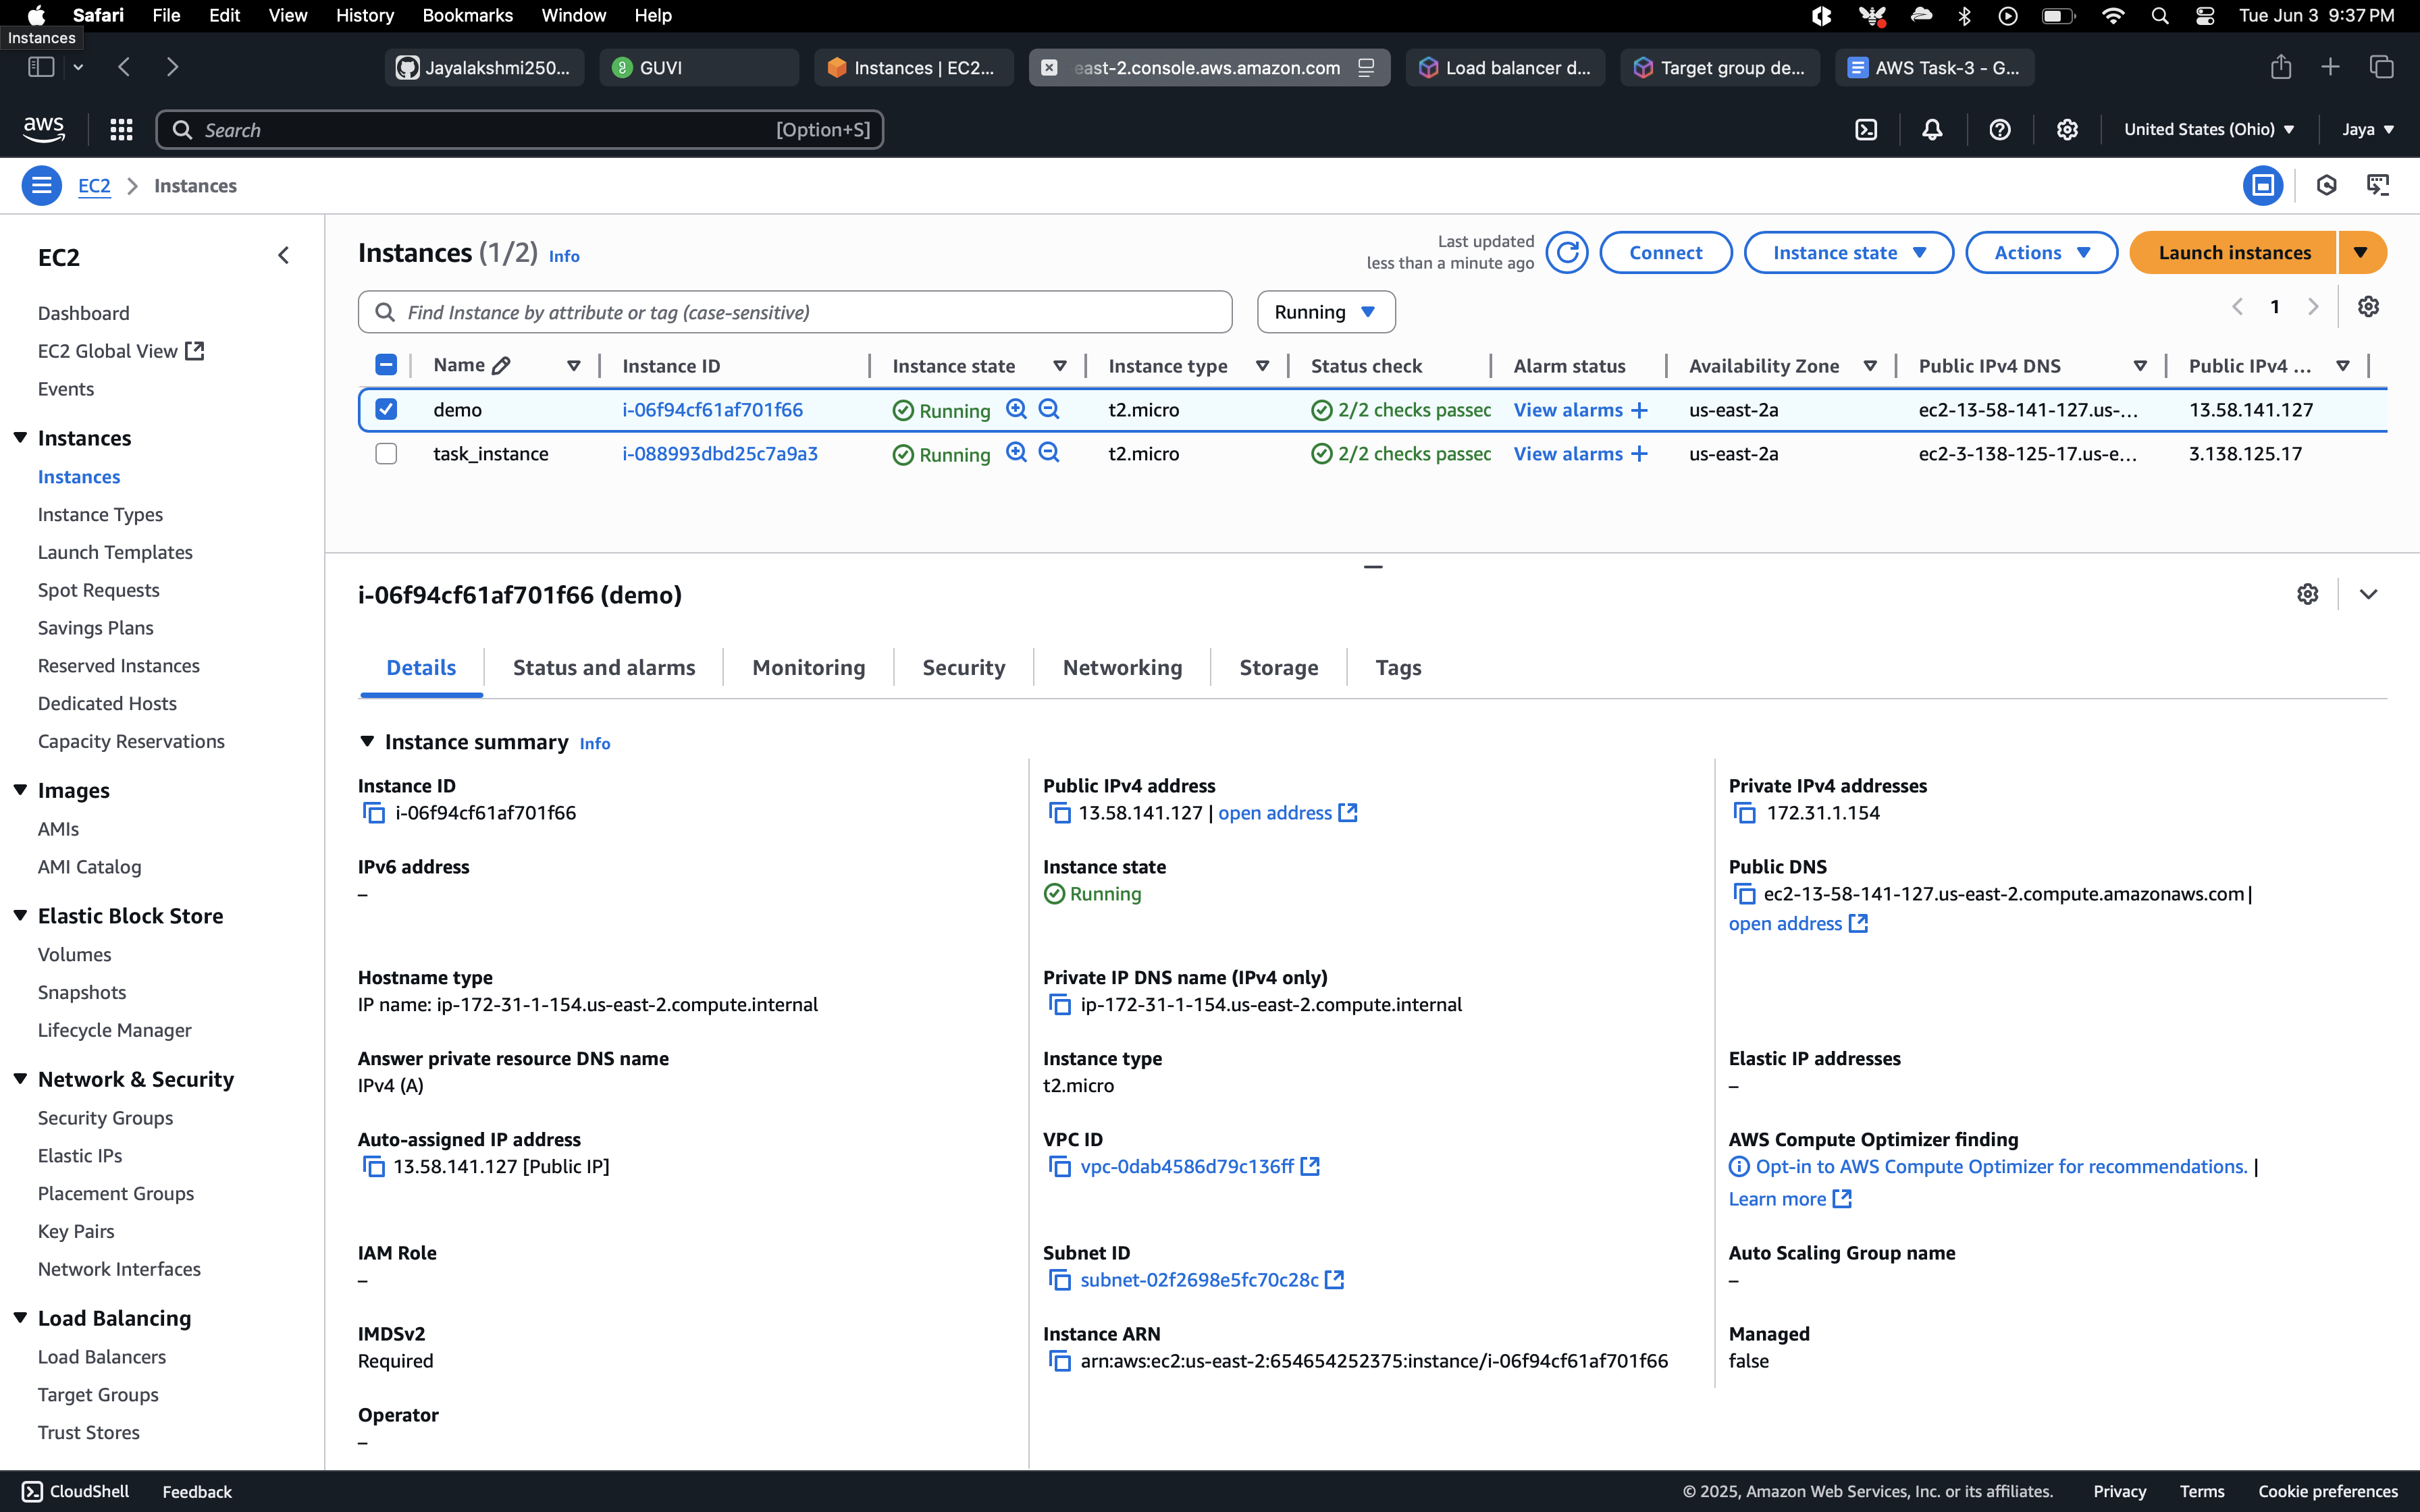 Safari File Edit View History Bookmarks Window Help Tue Jun 3 9:37 PM
Instances
Jayalakshmi250... GUVI Instances | EC2... east-2.console.aws.amazon.com Load balancer d... Target group de... AWS Task-3 - G...
aws Search [Option+S] United States (Ohio) Jaya
EC2 Instances
EC2
Dashboard
EC2 Global View
Events
Instances
Instances
Instance Types
Launch Templates
Spot Requests
Savings Plans
Reserved Instances
Dedicated Hosts
Capacity Reservations
Images
AMIs
AMI Catalog
Elastic Block Store
Volumes
Snapshots
Lifecycle Manager
Network & Security
Security Groups
Elastic IPs
Placement Groups
Key Pairs
Network Interfaces
Load Balancing
Load Balancers
Target Groups
Trust Stores
Instances (1/2) Info
Last updated
less than a minute ago
Connect Instance state Actions Launch instances
Find Instance by attribute or tag (case-sensitive) Running 1
Name Instance ID Instance state Instance type Status check Alarm status Availability Zone Public IPv4 DNS Public IPv4 ...
demo i-06f94cf61af701f66 Running t2.micro 2/2 checks passec View alarms + us-east-2a ec2-13-58-141-127.us-... 13.58.141.127
task_instance i-088993dbd25c7a9a3 Running t2.micro 2/2 checks passec View alarms + us-east-2a ec2-3-138-125-17.us-e... 3.138.125.17
i-06f94cf61af701f66 (demo)
Details Status and alarms Monitoring Security Networking Storage Tags
Instance summary Info
Instance ID
i-06f94cf61af701f66
Public IPv4 address
13.58.141.127 | open address
Private IPv4 addresses
172.31.1.154
IPv6 address
–
Instance state
Running
Public DNS
ec2-13-58-141-127.us-east-2.compute.amazonaws.com |
open address
Hostname type
IP name: ip-172-31-1-154.us-east-2.compute.internal
Private IP DNS name (IPv4 only)
ip-172-31-1-154.us-east-2.compute.internal
Answer private resource DNS name
IPv4 (A)
Instance type
t2.micro
Elastic IP addresses
–
Auto-assigned IP address
13.58.141.127 [Public IP]
VPC ID
vpc-0dab4586d79c136ff
AWS Compute Optimizer finding
Opt-in to AWS Compute Optimizer for recommendations. |
Learn more
IAM Role
–
Subnet ID
subnet-02f2698e5fc70c28c
Auto Scaling Group name
–
IMDSv2
Required
Instance ARN
arn:aws:ec2:us-east-2:654654252375:instance/i-06f94cf61af701f66
Managed
false
Operator
–
CloudShell Feedback © 2025, Amazon Web Services, Inc. or its affiliates. Privacy Terms Cookie preferences